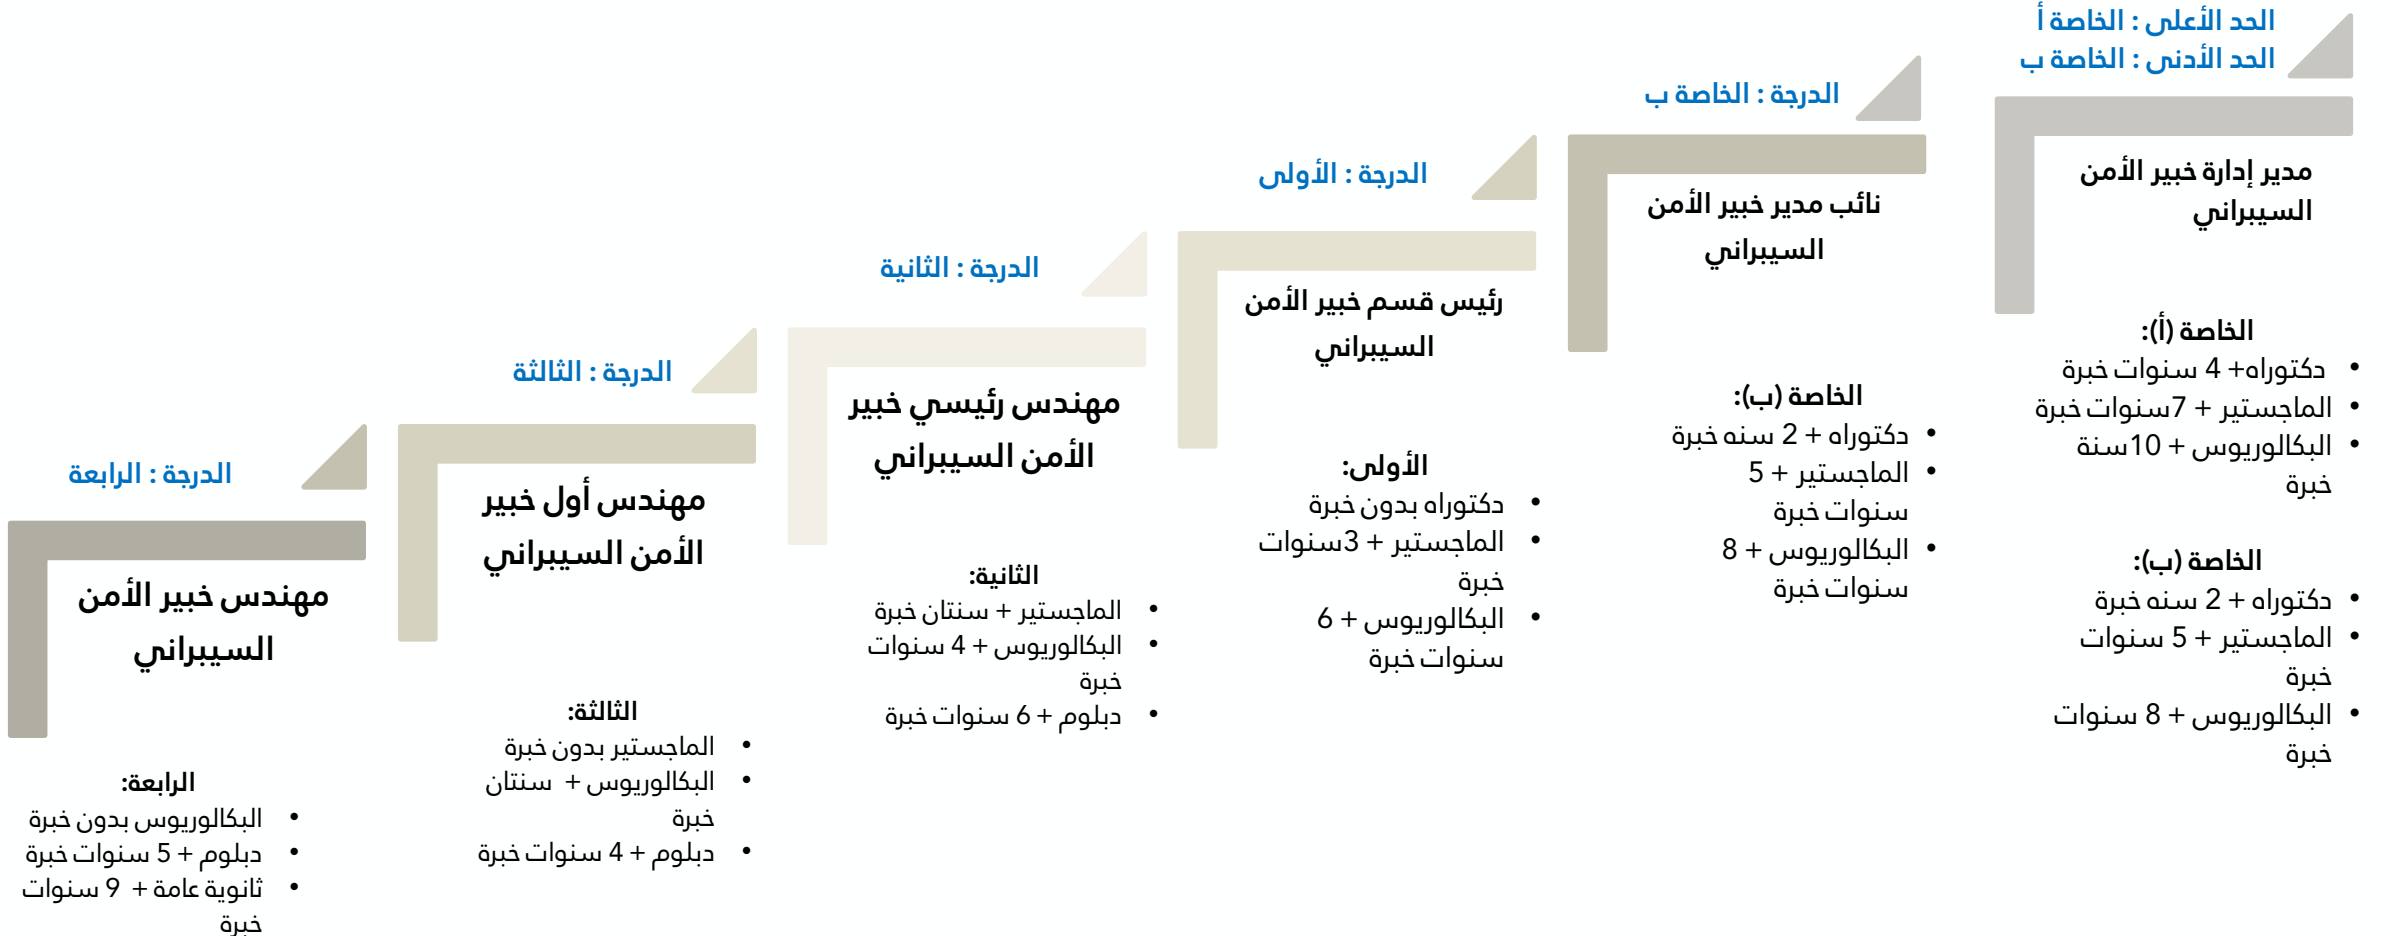 الحد الأعلى : الخاصة أ
الحد الأدنى : الخاصة ب
مدير إدارة خبير الأمن
السيبراني
الخاصة (أ):
• دكتوراه+ 4 سنوات خبرة
• الماجستير + 7سنوات خبرة
• البكالوريوس + 10سنة
خبرة
الخاصة (ب):
• دكتوراه + 2 سنه خبرة
• الماجستير + 5 سنوات
خبرة
• البكالوريوس + 8 سنوات
خبرة
الدرجة : الخاصة ب
نائب مدير خبير الأمن
السيبراني
الخاصة (ب):
• دكتوراه + 2 سنه خبرة
• الماجستير + 5
سنوات خبرة
• البكالوريوس + 8
سنوات خبرة
الدرجة : الأولى
رئيس قسم خبير الأمن
السيبراني
الأولى:
• دكتوراه بدون خبرة
• الماجستير + 3سنوات
خبرة
• البكالوريوس + 6
سنوات خبرة
الدرجة : الثانية
مهندس رئيسي خبير
الأمن السيبراني
الثانية:
• الماجستير + سنتان خبرة
• البكالوريوس + 4 سنوات
خبرة
• دبلوم + 6 سنوات خبرة
الدرجة : الثالثة
مهندس أول خبير
الأمن السيبراني
الثالثة:
• الماجستير بدون خبرة
• البكالوريوس + سنتان
خبرة
• دبلوم + 4 سنوات خبرة
الدرجة : الرابعة
مهندس خبير الأمن
السيبراني
الرابعة:
• البكالوريوس بدون خبرة
• دبلوم + 5 سنوات خبرة
• ثانوية عامة + 9 سنوات
خبرة